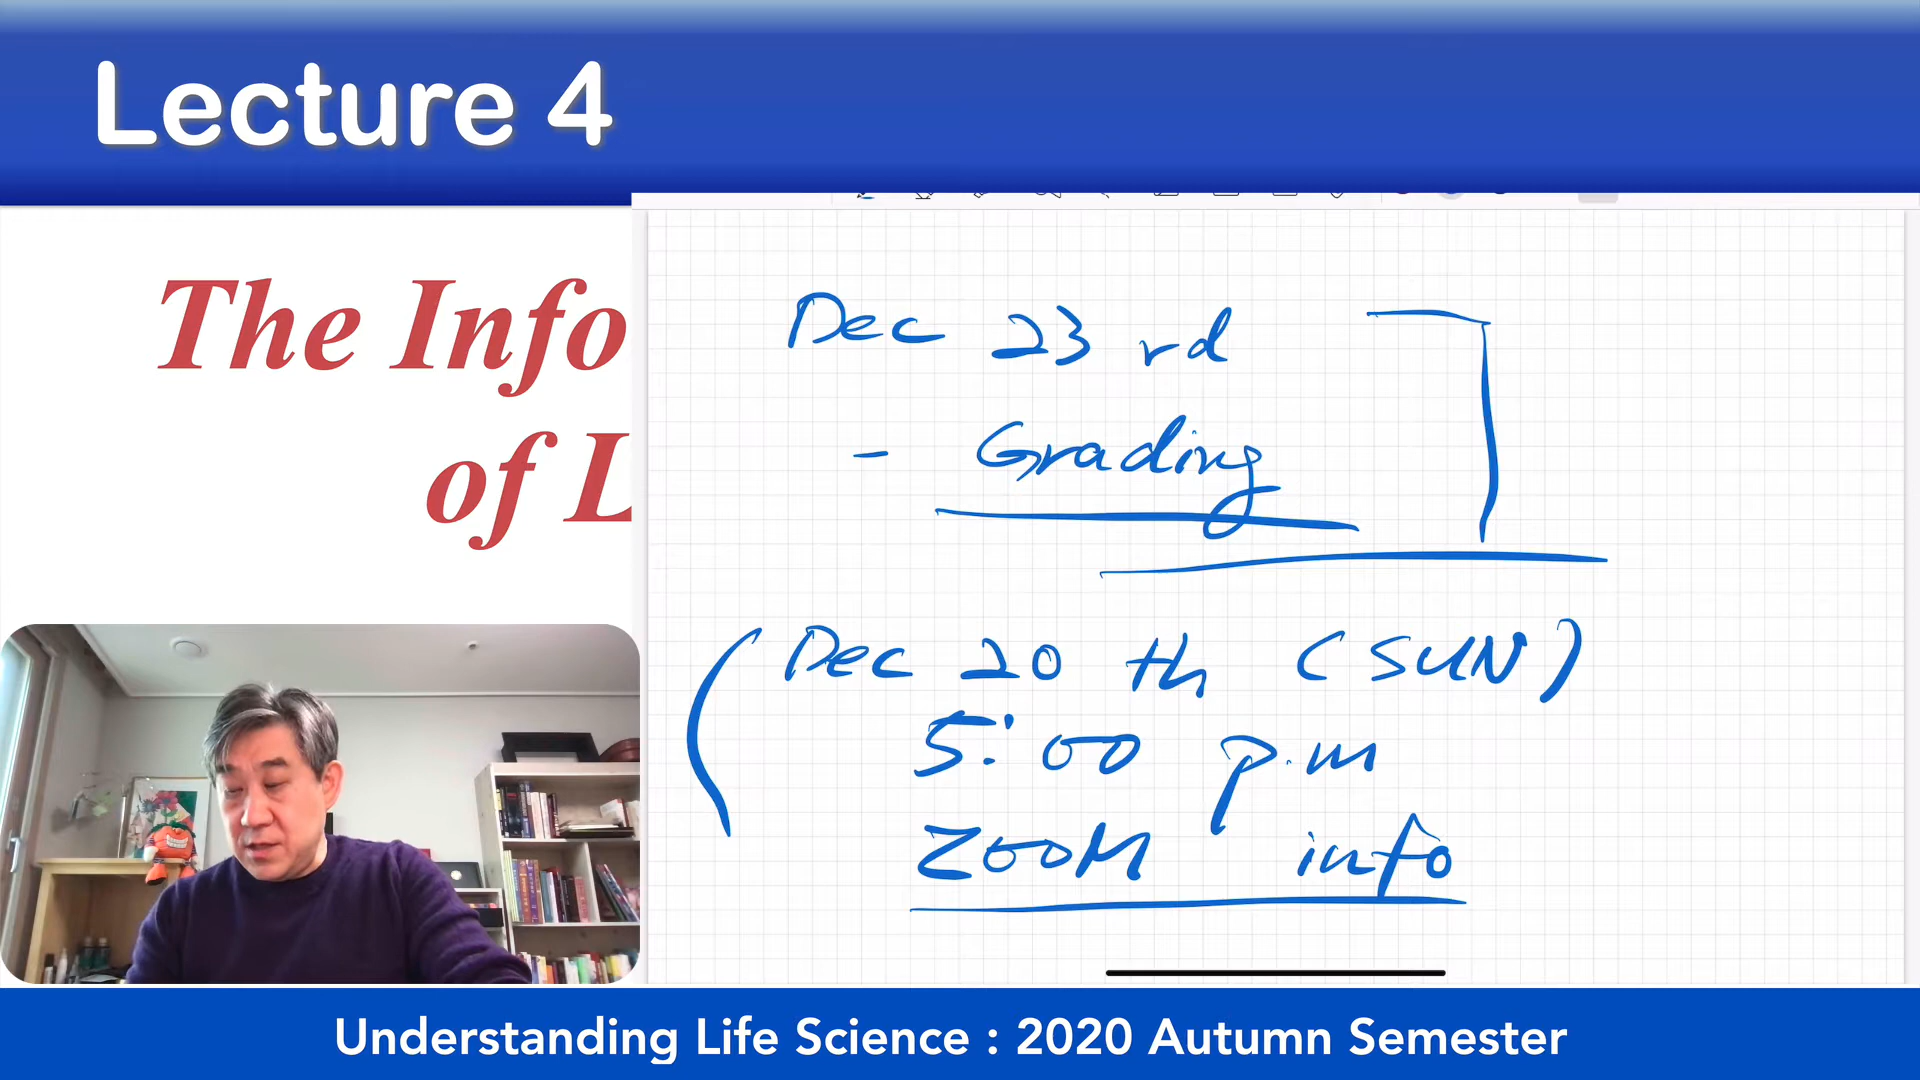 Lecture 4
The Info
of L
Dec 23 rd
- Grading
Dec 20 th (SUN)
5:00 p.m
ZOOM info
Understanding Life Science : 2020 Autumn Semester